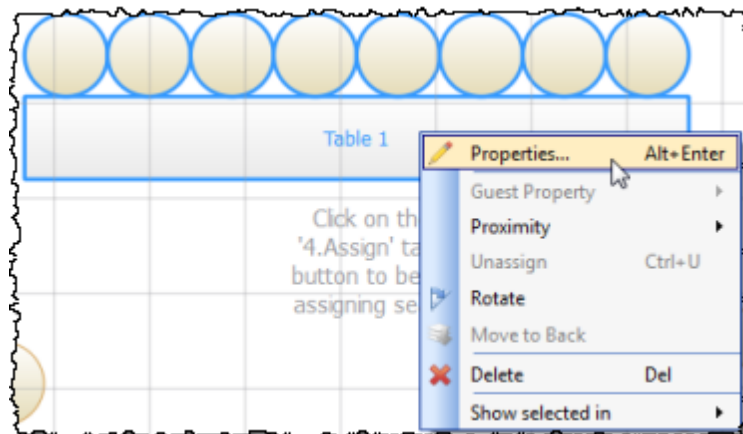 Table 1
Properties... Alt+Enter
Guest Property
Click on th
Proximity
'4.Assign' ta
Unassign Ctrl+U
button to be
Rotate
assigning se
Move to Back
Delete Del
Show selected in